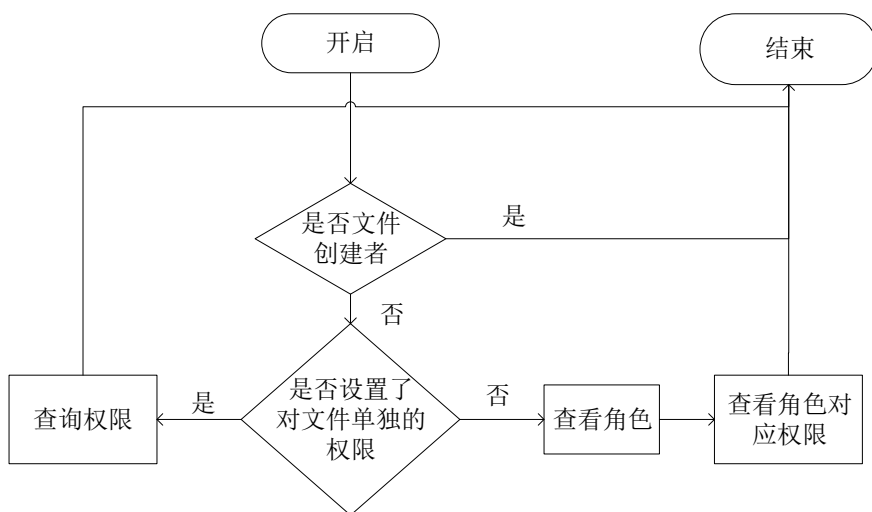 开启
结束
是否文件
创建者
是
否
是否设置了
对文件单独的
权限
是
否
查询权限
查看角色
查看角色对
应权限